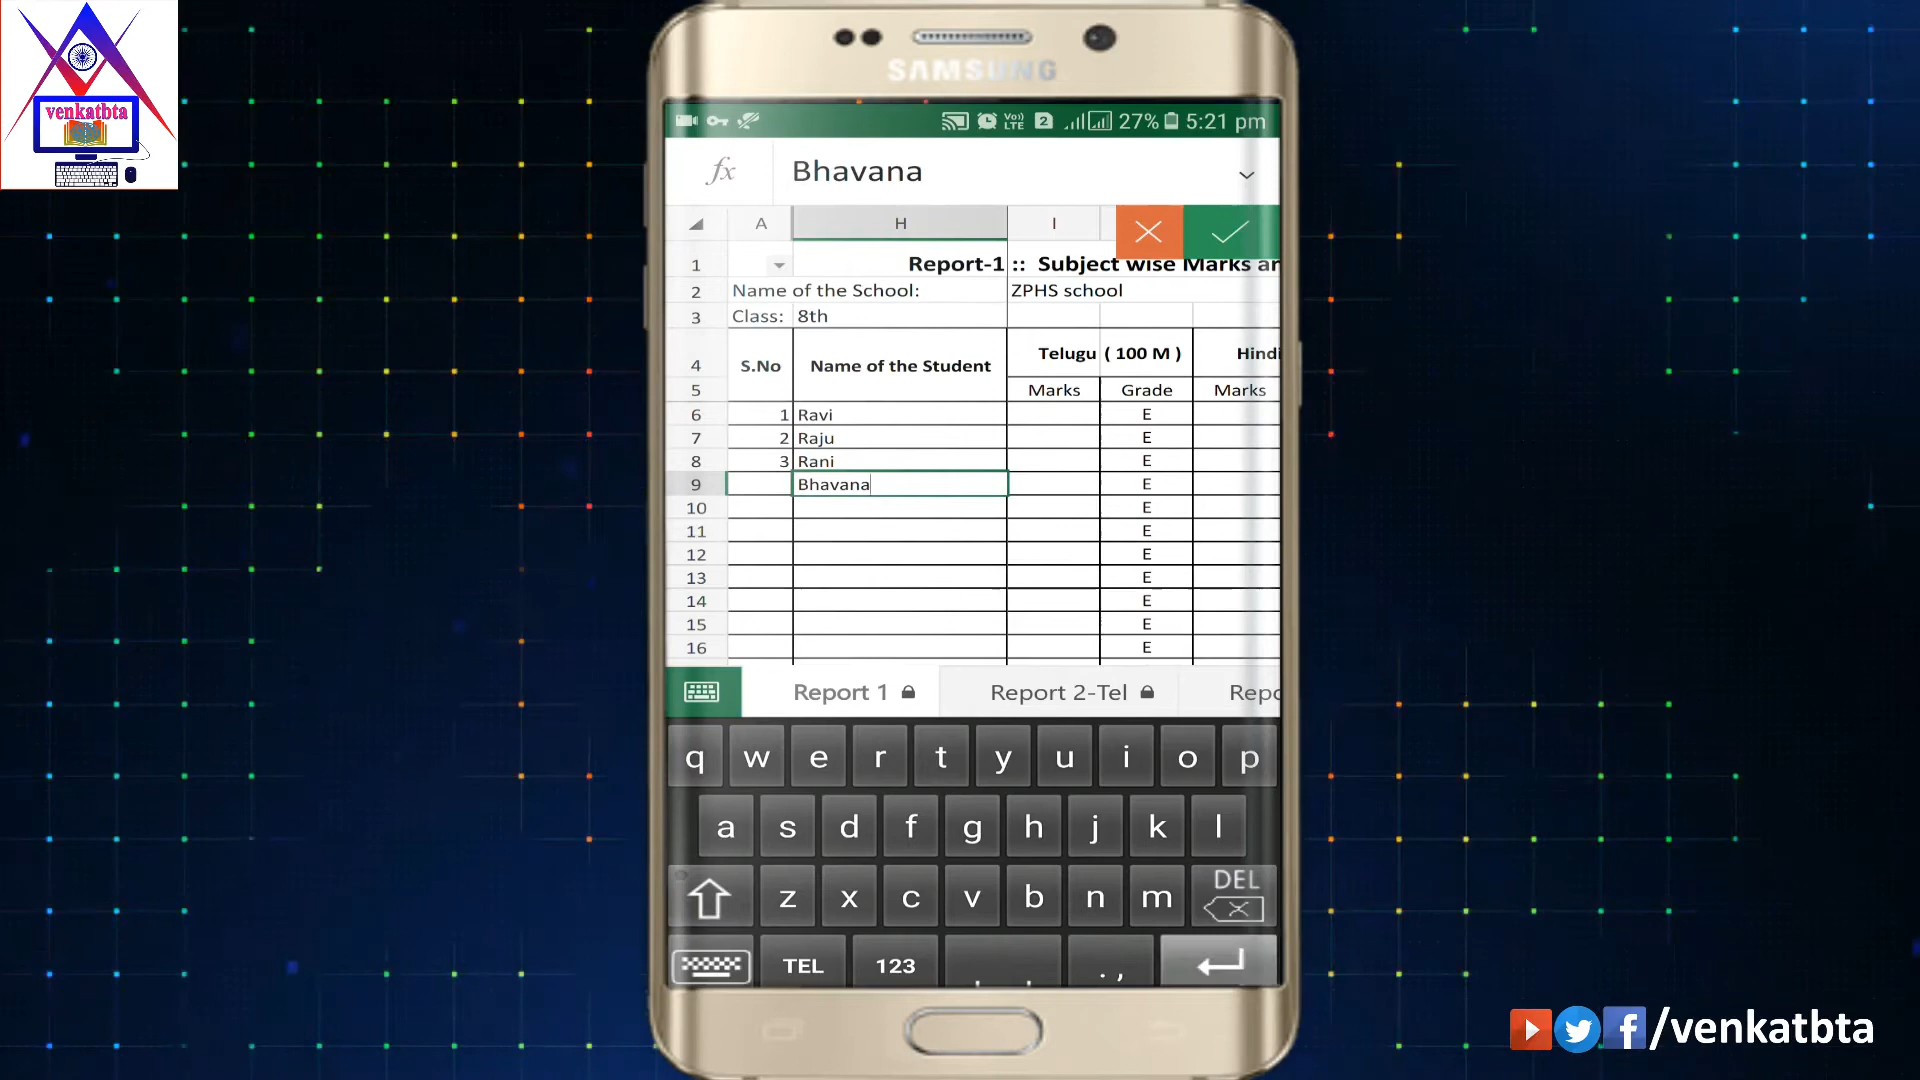 venkatbta
SAMSUNG
Vo))
LTE
2
27% 5:21 pm
fx Bhavana
A H I
1 Report-1 :: Subject wise Marks ar
2 Name of the School: ZPHS school
3 Class: 8th
4 S.No Name of the Student Telugu ( 100 M ) Hindi
5 Marks Grade Marks
6 1 Ravi E
7 2 Raju E
8 3 Rani E
9 Bhavana E
10 E
11 E
12 E
13 E
14 E
15 E
16 E
Report 1 Report 2-Tel Repo
q w e r t y u i o p
a s d f g h j k l
z x c v b n m DEL
TEL 123 . ,
/venkatbta